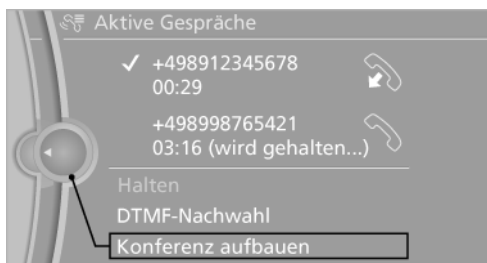 Aktive Gespräche
+498912345678
00:29
+498998765421
03:16 (wird gehalten...)
Halten
DTMF-Nachwahl
Konferenz aufbauen